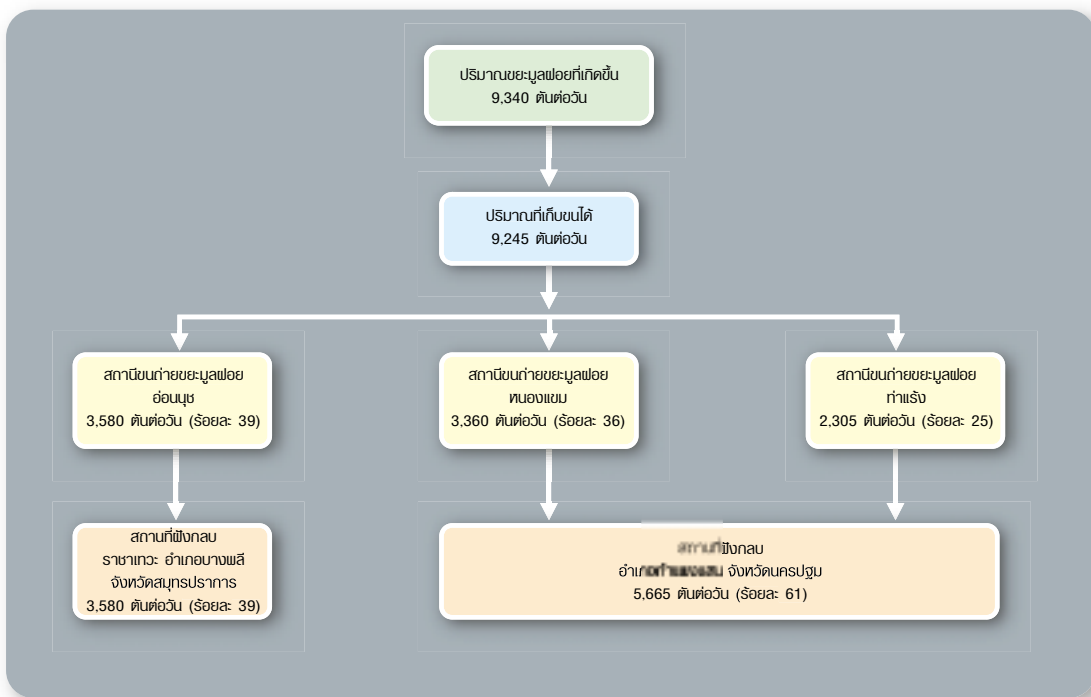 ปริมาณขยะมูลฝอยที่เกิดขึ้น
9,340 ตันต่อวัน
ปริมาณที่เก็บขนได้
9,245 ตันต่อวัน
สถานีขนถ่ายขยะมูลฝอย
อ่อนนุช
3,580 ตันต่อวัน (ร้อยละ 39)
สถานีขนถ่ายขยะมูลฝอย
หนองแขม
3,360 ตันต่อวัน (ร้อยละ 36)
สถานีขนถ่ายขยะมูลฝอย
ท่าแร้ง
2,305 ตันต่อวัน (ร้อยละ 25)
สถานที่ฝังกลบ
ราชาเทวะ อำเภอบางพลี
จังหวัดสมุทรปราการ
3,580 ตันต่อวัน (ร้อยละ 39)
สถานที่ฝังกลบ
จังหวัดนครปฐม
5,665 ตันต่อวัน (ร้อยละ 61)